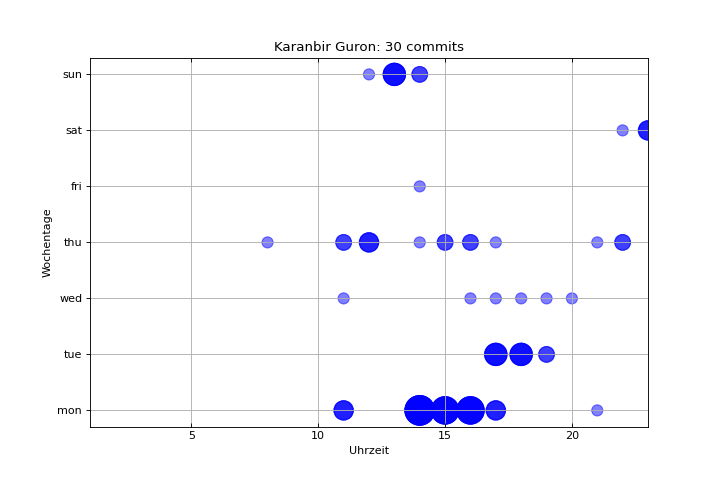 Karanbir Guron: 30 commits
sun
sat
fri
thu
wed
tue
mon
Wochentage
5 10 15 20
Uhrzeit